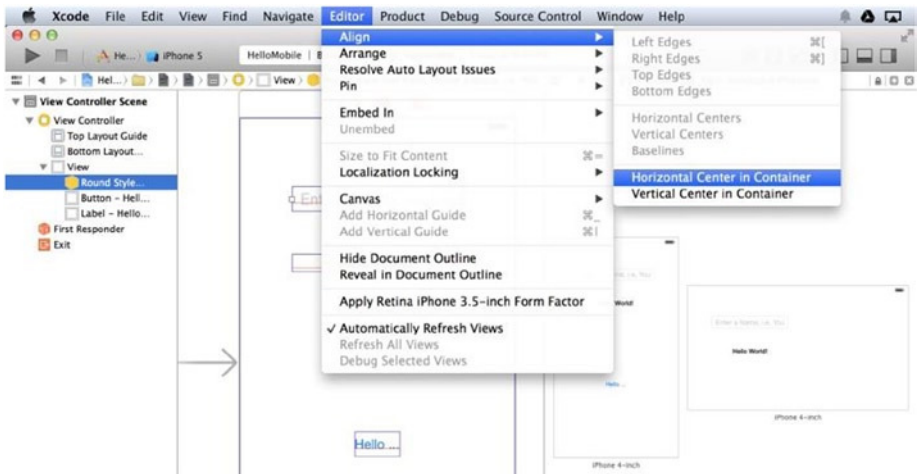 Xcode File Edit View Find Navigate Editor Product Debug Source Control Window Help
He...) iPhone 5
HelloMobile
Hel...) View
View Controller Scene
View Controller
Top Layout Guide
Bottom Layout...
View
Round Style...
Button - Hell...
Label - Hello...
First Responder
Exit
Align
Arrange
Resolve Auto Layout Issues
Pin
Embed In
Unembed
Size to Fit Content ⌘=
Localization Locking
Canvas
Add Horizontal Guide ⌘_
Add Vertical Guide ⌘|
Hide Document Outline
Reveal in Document Outline
Apply Retina iPhone 3.5-inch Form Factor
✓ Automatically Refresh Views
Refresh All Views
Debug Selected Views
Left Edges ⌘[
Right Edges ⌘]
Top Edges
Bottom Edges
Horizontal Centers
Vertical Centers
Baselines
Horizontal Center in Container
Vertical Center in Container
Ent
Hello ...
World!
Hello ...
iPhone 4-inch
Enter a Name, i.e. You
Hello World!
iPhone 4-inch